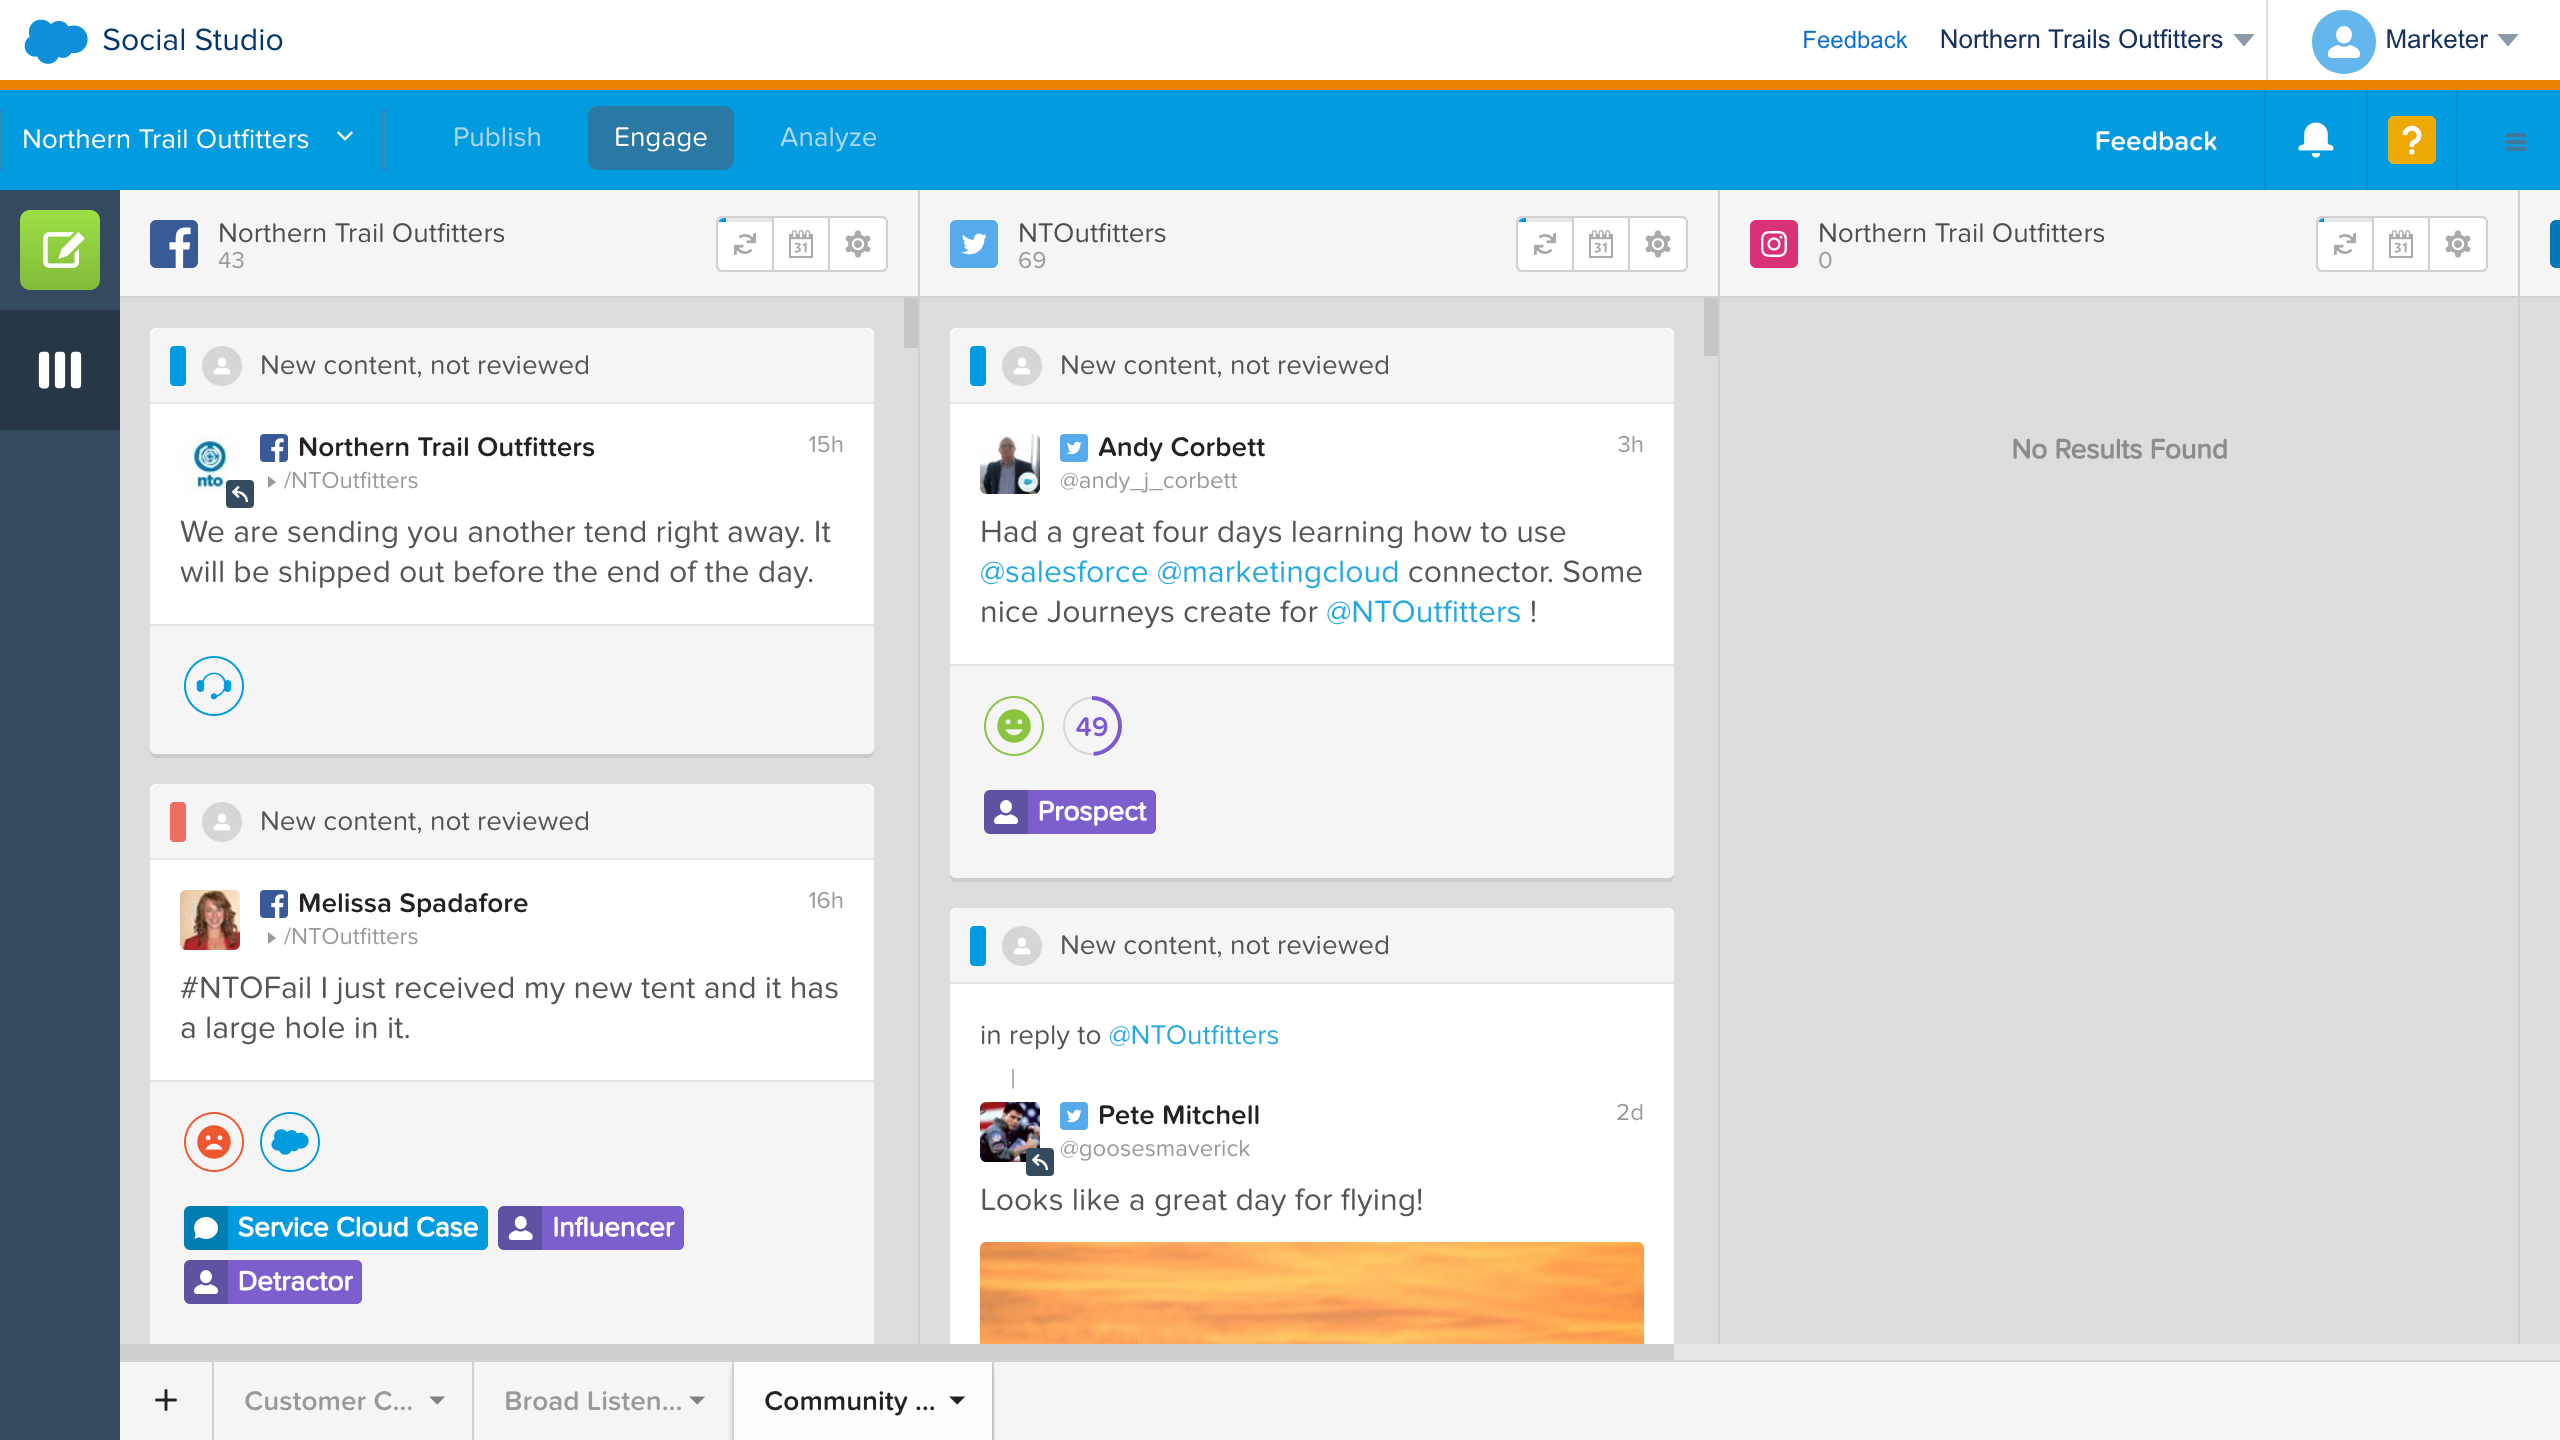 Social Studio
Feedback
Northern Trails Outfitters
Marketer
Northern Trail Outfitters
Publish
Engage
Analyze
Feedback
?
Northern Trail Outfitters
43
31
New content, not reviewed
nto
Northern Trail Outfitters
15h
/NTOutfitters
We are sending you another tend right away. It
will be shipped out before the end of the day.
New content, not reviewed
Melissa Spadafore
16h
/NTOutfitters
#NTOFail I just received my new tent and it has
a large hole in it.
Service Cloud Case
Influencer
Detractor
NTOutfitters
69
31
New content, not reviewed
Andy Corbett
3h
@andy_j_corbett
Had a great four days learning how to use
@salesforce @marketingcloud connector. Some
nice Journeys create for @NTOutfitters !
49
Prospect
New content, not reviewed
in reply to @NTOutfitters
Pete Mitchell
2d
@goosesmaverick
Looks like a great day for flying!
Northern Trail Outfitters
0
31
No Results Found
+
Customer C...
Broad Listen...
Community ...